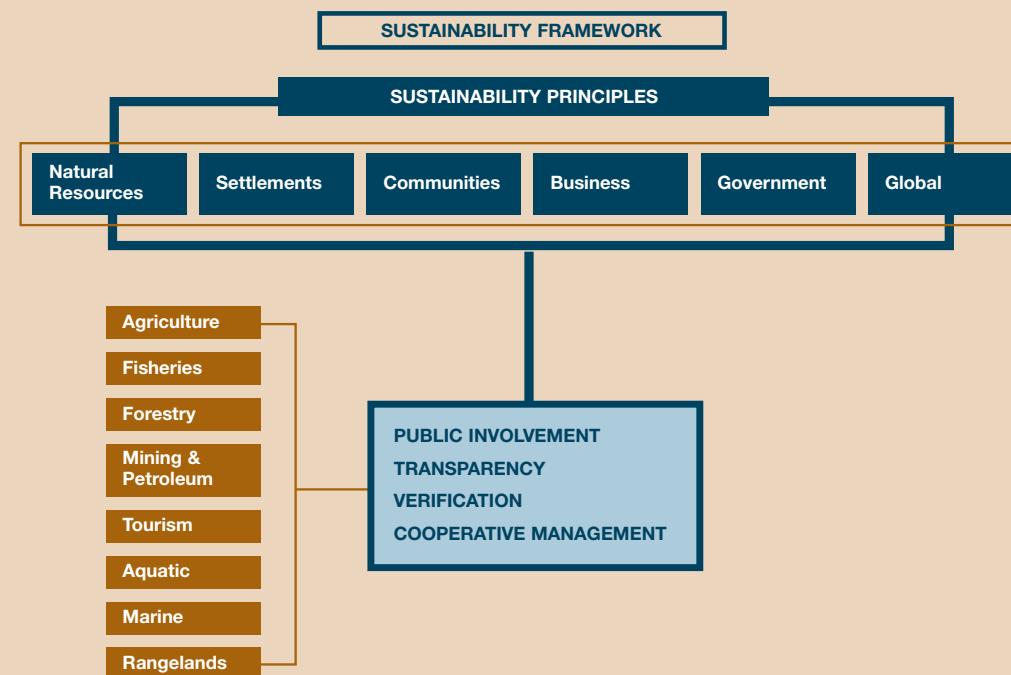 SUSTAINABILITY FRAMEWORK
SUSTAINABILITY PRINCIPLES
Natural
Resources
Settlements
Communities
Business
Government
Global
Agriculture
Fisheries
Forestry
Mining &
Petroleum
Tourism
Aquatic
Marine
Rangelands
PUBLIC INVOLVEMENT
TRANSPARENCY
VERIFICATION
COOPERATIVE MANAGEMENT